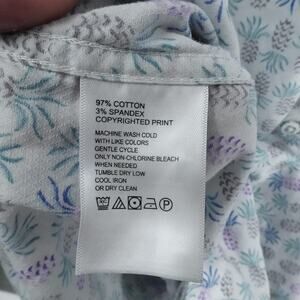 97% COTTON
3% SPANDEX
COPYRIGHTED PRINT
MACHINE WASH COLD
WITH LIKE COLORS
GENTLE CYCLE
ONLY NON-CHLORINE BLEACH
WHEN NEEDED
TUMBLE DRY LOW
COOL IRON
OR DRY CLEAN